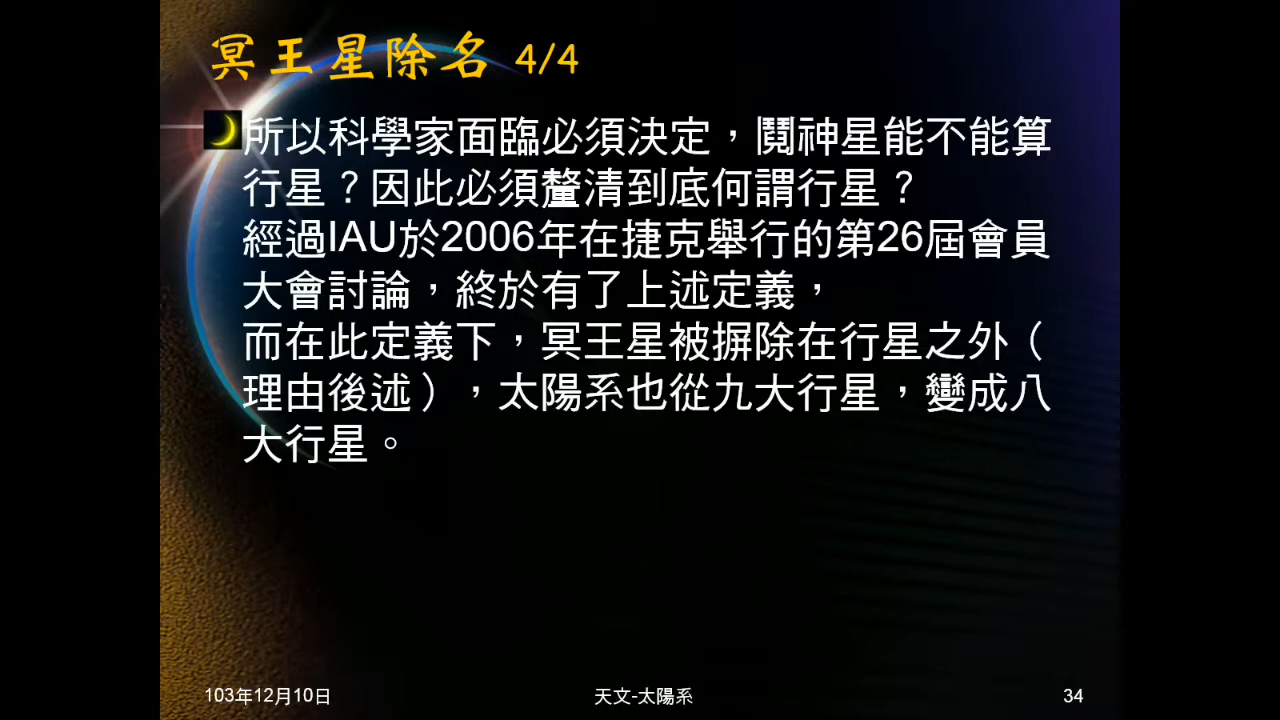 冥王星除名 4/4
所以科學家面臨必須決定，鬩神星能不能算
行星？因此必須釐清到底何謂行星？
經過IAU於2006年在捷克舉行的第26屆會員
大會討論，終於有了上述定義，
而在此定義下，冥王星被摒除在行星之外（
理由後述），太陽系也從九大行星，變成八
大行星。
103年12月10日
天文-太陽系
34